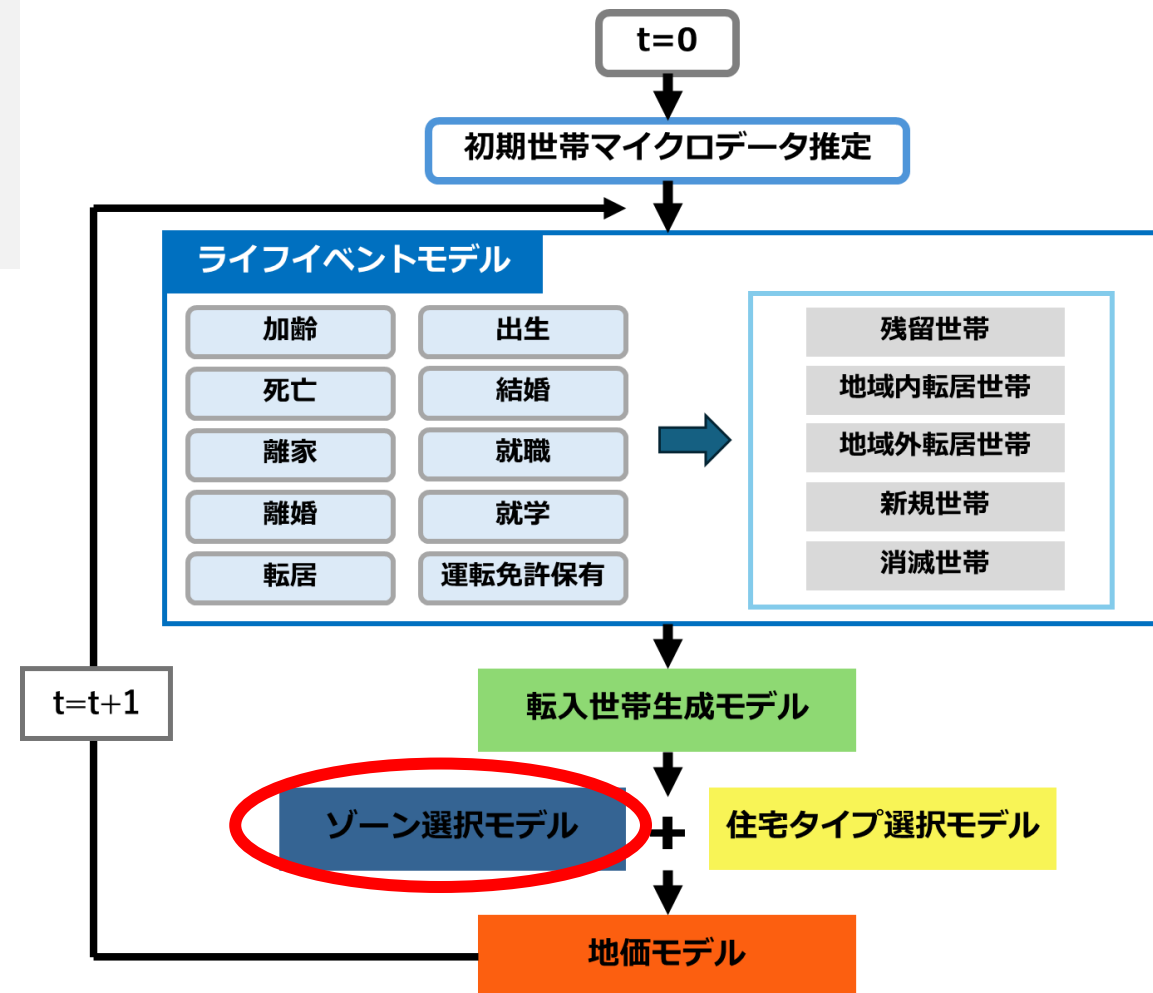 t=0
初期世帯マイクロデータ推定
ライフイベントモデル
加齢
出生
死亡
結婚
離家
就職
離婚
就学
転居
運転免許保有
残留世帯
地域内転居世帯
地域外転居世帯
新規世帯
消滅世帯
t=t+1
転入世帯生成モデル
ゾーン選択モデル
+
住宅タイプ選択モデル
地価モデル